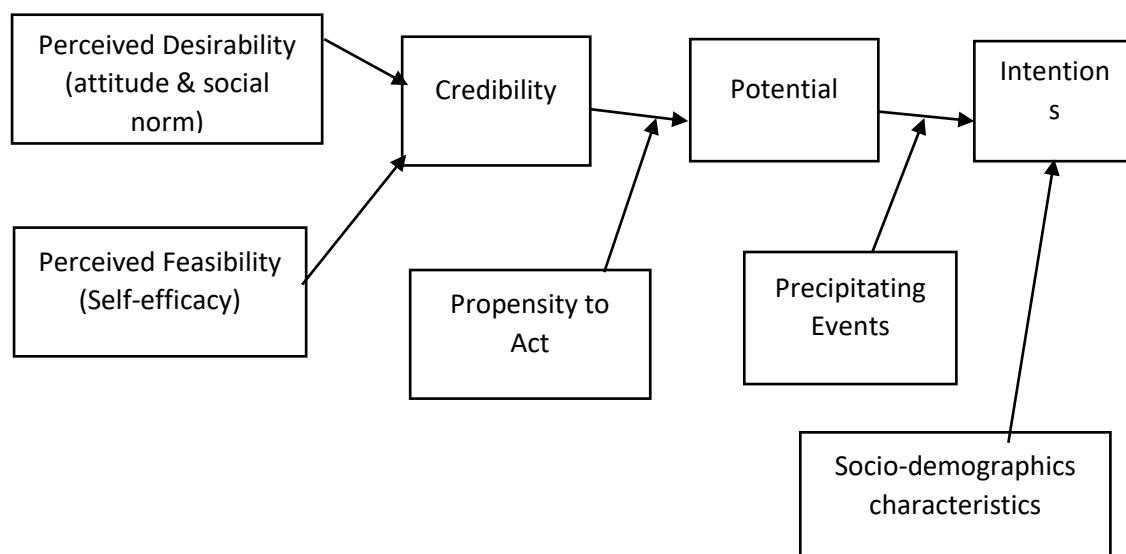 Perceived Desirability
(attitude & social
norm)
Credibility
Potential
Intention
s
Perceived Feasibility
(Self-efficacy)
Propensity to
Act
Precipitating
Events
Socio-demographics
characteristics